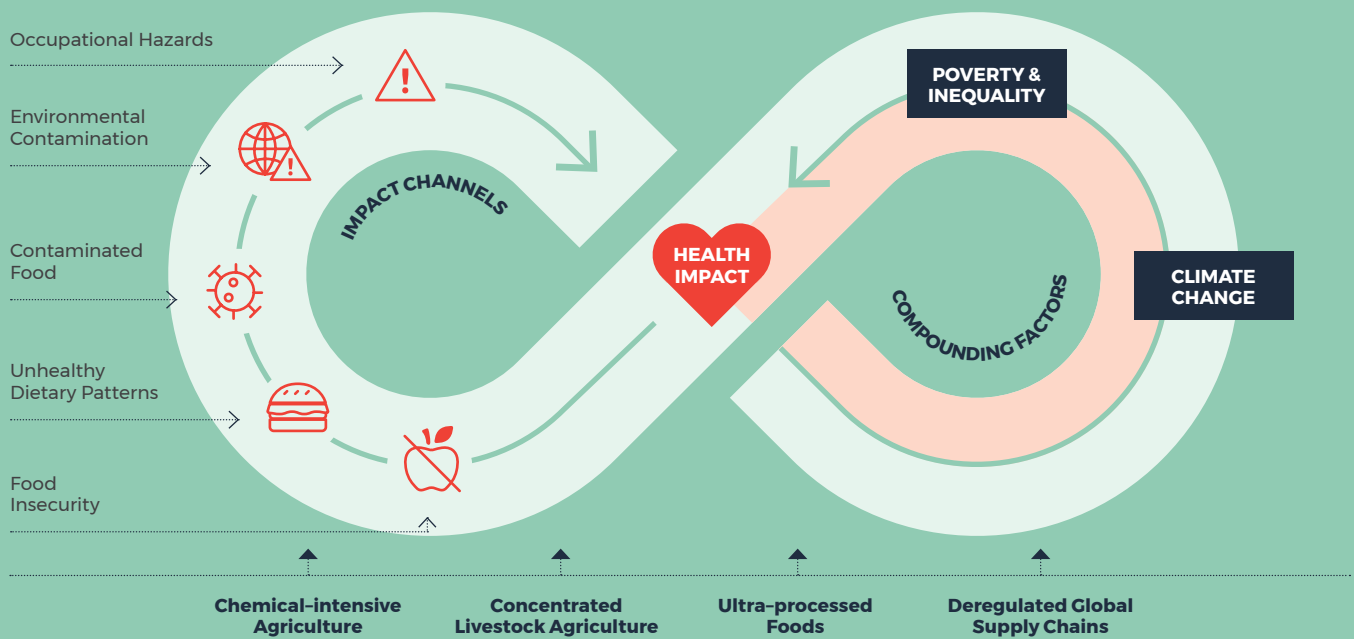 Occupational Hazards
Environmental
Contamination
Contaminated
Food
Unhealthy
Dietary Patterns
Food
Insecurity
IMPACT CHANNELS
HEALTH
IMPACT
POVERTY &
INEQUALITY
CLIMATE
CHANGE
COMPOUNDING FACTORS
Chemical–intensive
Agriculture
Concentrated
Livestock Agriculture
Ultra–processed
Foods
Deregulated Global
Supply Chains